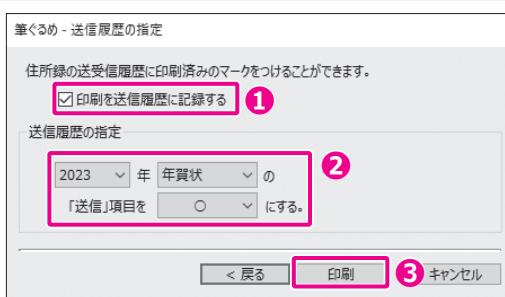 筆ぐるめ - 送信履歴の指定
住所録の送受信履歴に印刷済みのマークをつけることができます。
印刷を送信履歴に記録する 1
送信履歴の指定
2023 年 年賀状 の 2
「送信」項目を ○ にする。
< 戻る 印刷 3 キャンセル